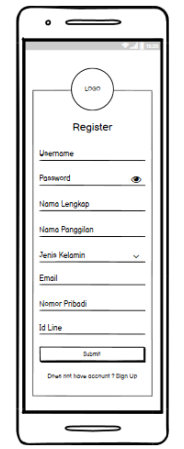 LOGO
Register
Username
Password
Nama Lengkap
Nama Panggilan
Jenis Kelamin
Email
Nomor Pribadi
Id Line
Submit
not have account ? Sign Up